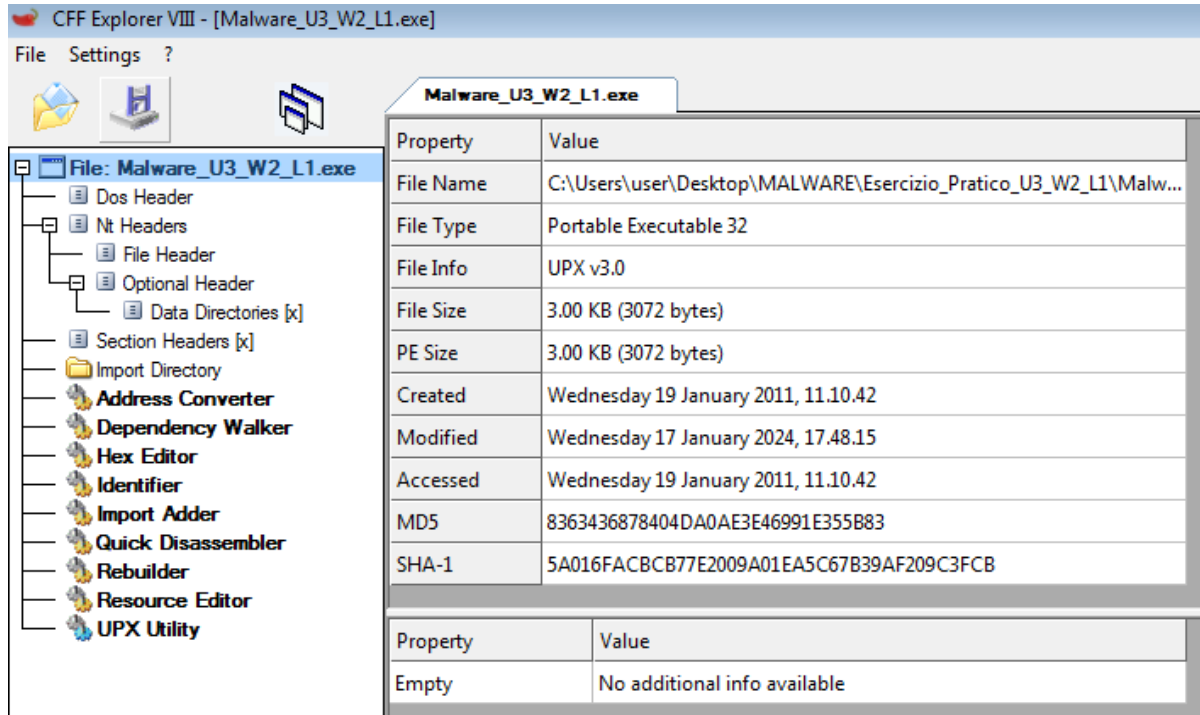 CFF Explorer VIII - [Malware_U3_W2_L1.exe]
File Settings ?
Malware_U3_W2_L1.exe
File: Malware_U3_W2_L1.exe
Dos Header
Nt Headers
File Header
Optional Header
Data Directories [x]
Section Headers [x]
Import Directory
Address Converter
Dependency Walker
Hex Editor
Identifier
Import Adder
Quick Disassembler
Rebuilder
Resource Editor
UPX Utility
Property Value
File Name C:\Users\user\Desktop\MALWARE\Esercizio_Pratico_U3_W2_L1\Malw...
File Type Portable Executable 32
File Info UPX v3.0
File Size 3.00 KB (3072 bytes)
PE Size 3.00 KB (3072 bytes)
Created Wednesday 19 January 2011, 11.10.42
Modified Wednesday 17 January 2024, 17.48.15
Accessed Wednesday 19 January 2011, 11.10.42
MD5 8363436878404DA0AE3E46991E355B83
SHA-1 5A016FACBCB77E2009A01EA5C67B39AF209C3FCB
Property Value
Empty No additional info available